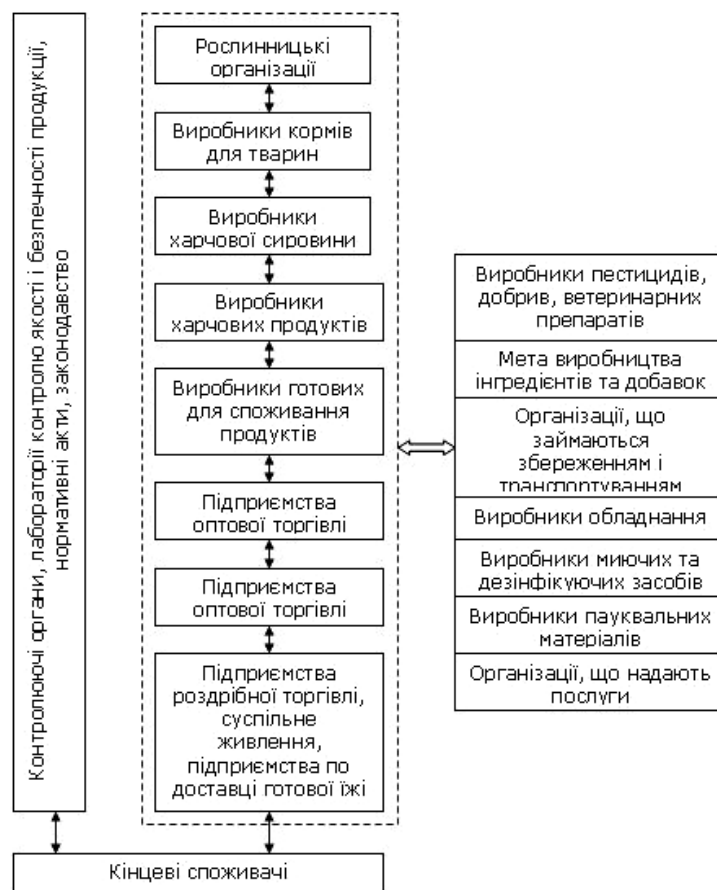 Контролюючі органи, лабораторії контролю якості і безпечності продукції,
нормативні акти, законодавство
Рослинницькі
організації
Виробники кормів
для тварин
Виробники
харчової сировини
Виробники
харчових продуктів
Виробники готових
для споживання
продуктів
Підприємства
оптової торгівлі
Підприємства
оптової торгівлі
Підприємства
роздрібної торгівлі,
суспільне
живлення,
підприємства по
доставці готової їжі
Виробники пестицидів,
добрив, ветеринарних
препаратів
Мета виробництва
інгредієнтів та добавок
Організації, що
займаються
збереженням і
транспортуванням
Виробники обладнання
Виробники миючих та
дезінфікуючих засобів
Виробники пауквальних
матеріалів
Організації, що надають
послуги
Кінцеві споживачі